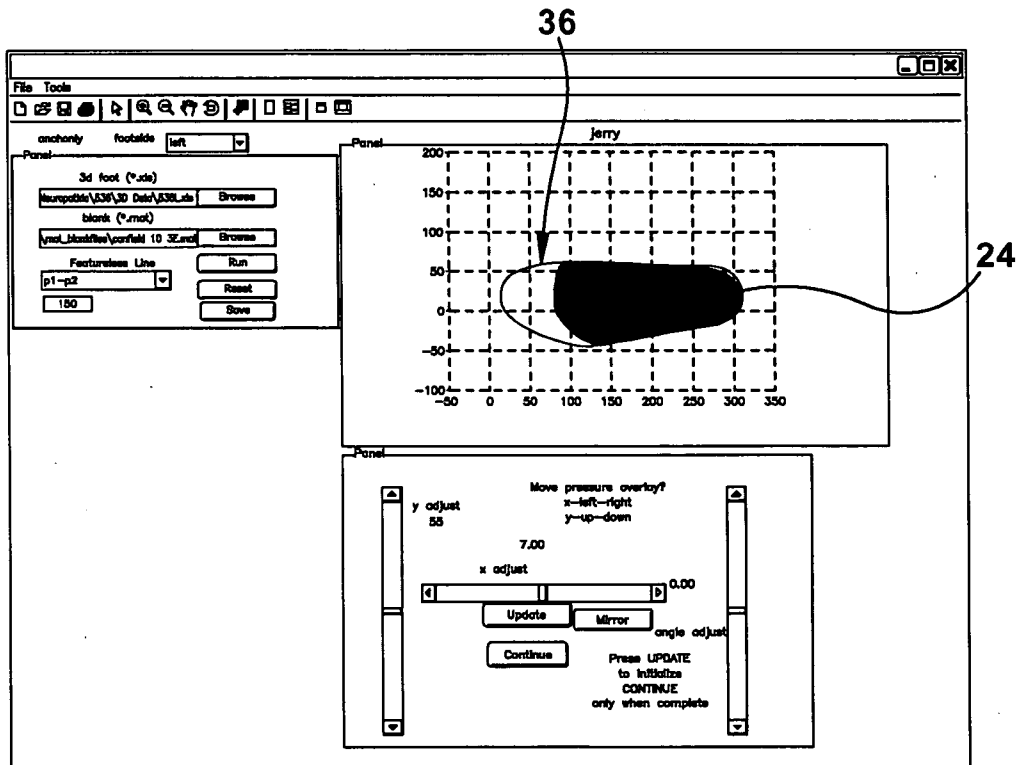 36
File Tools
anchonly footside left
Panel
3d foot (*.xls)
Browse
blank (*.mat)
Browse
Featureless Line
Run
p1-p2
Reset
150
Save
Panel
jerry
200
150
100
50
0
-50
-100
-50 0 50 100 150 200 250 300 350
24
Panel
y adjust
55
Move pressure overlay?
x-left-right
y-up-down
7.00
x adjust
0.00
Update
Mirror
angle adjust
Continue
Press UPDATE
to initialize
CONTINUE
only when complete